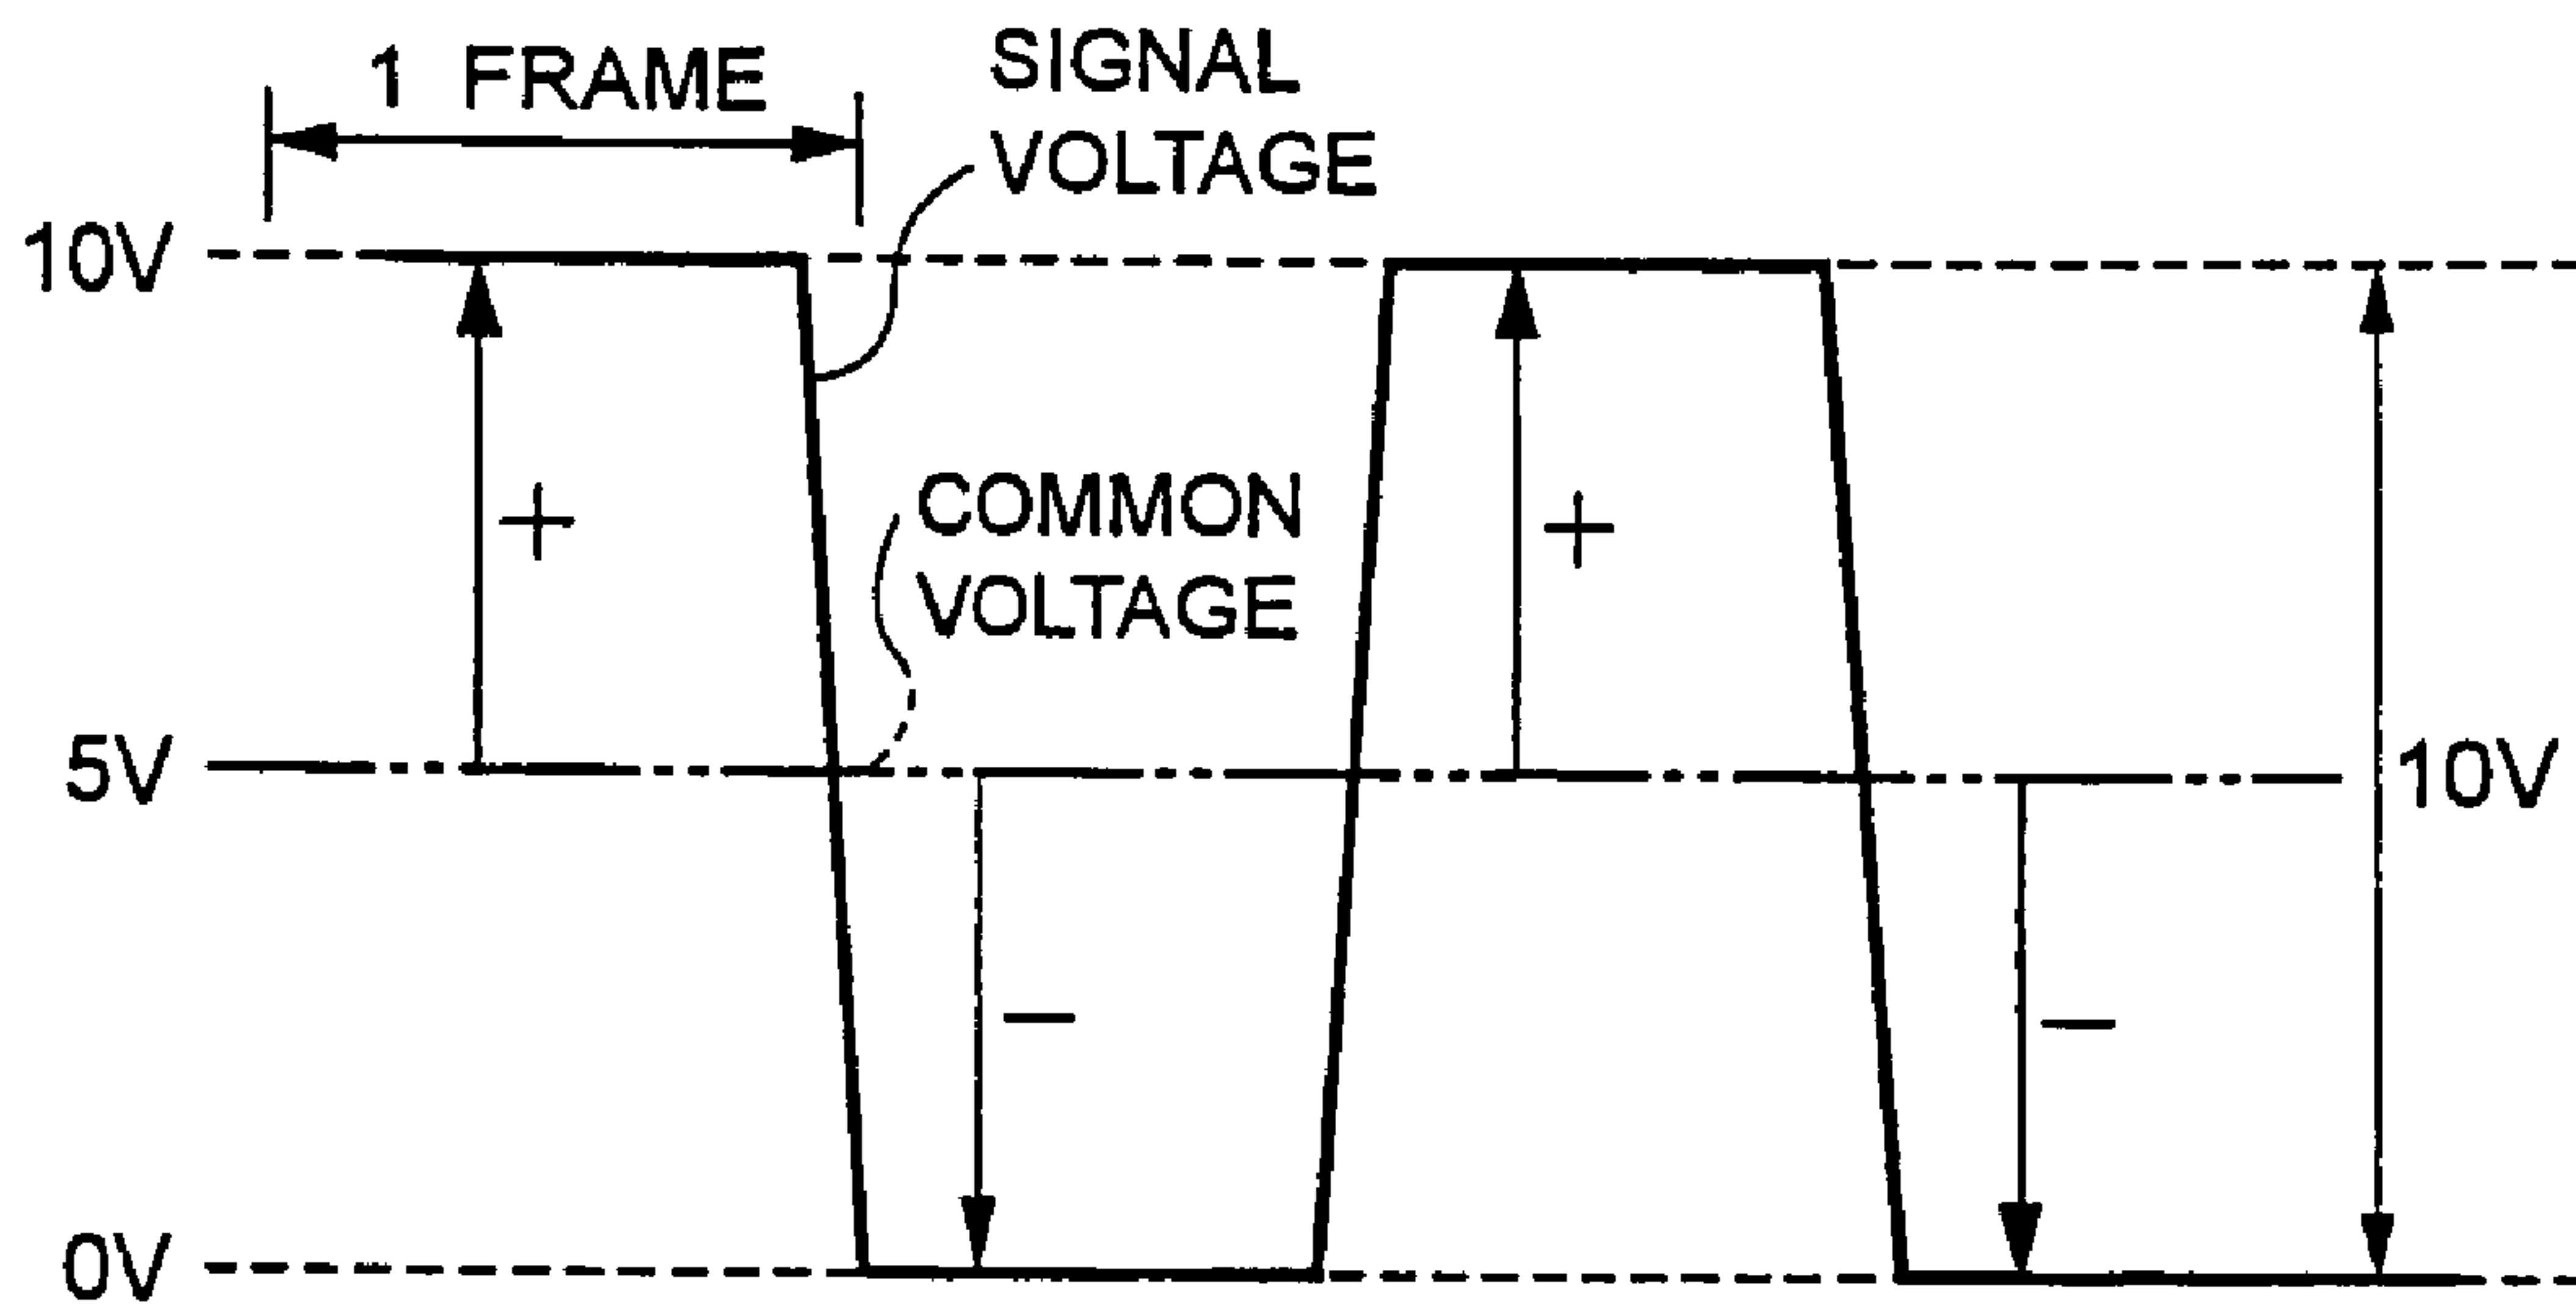 1 FRAME
SIGNAL
VOLTAGE
10V
+
COMMON
VOLTAGE
+
5V
10V
−
−
0V